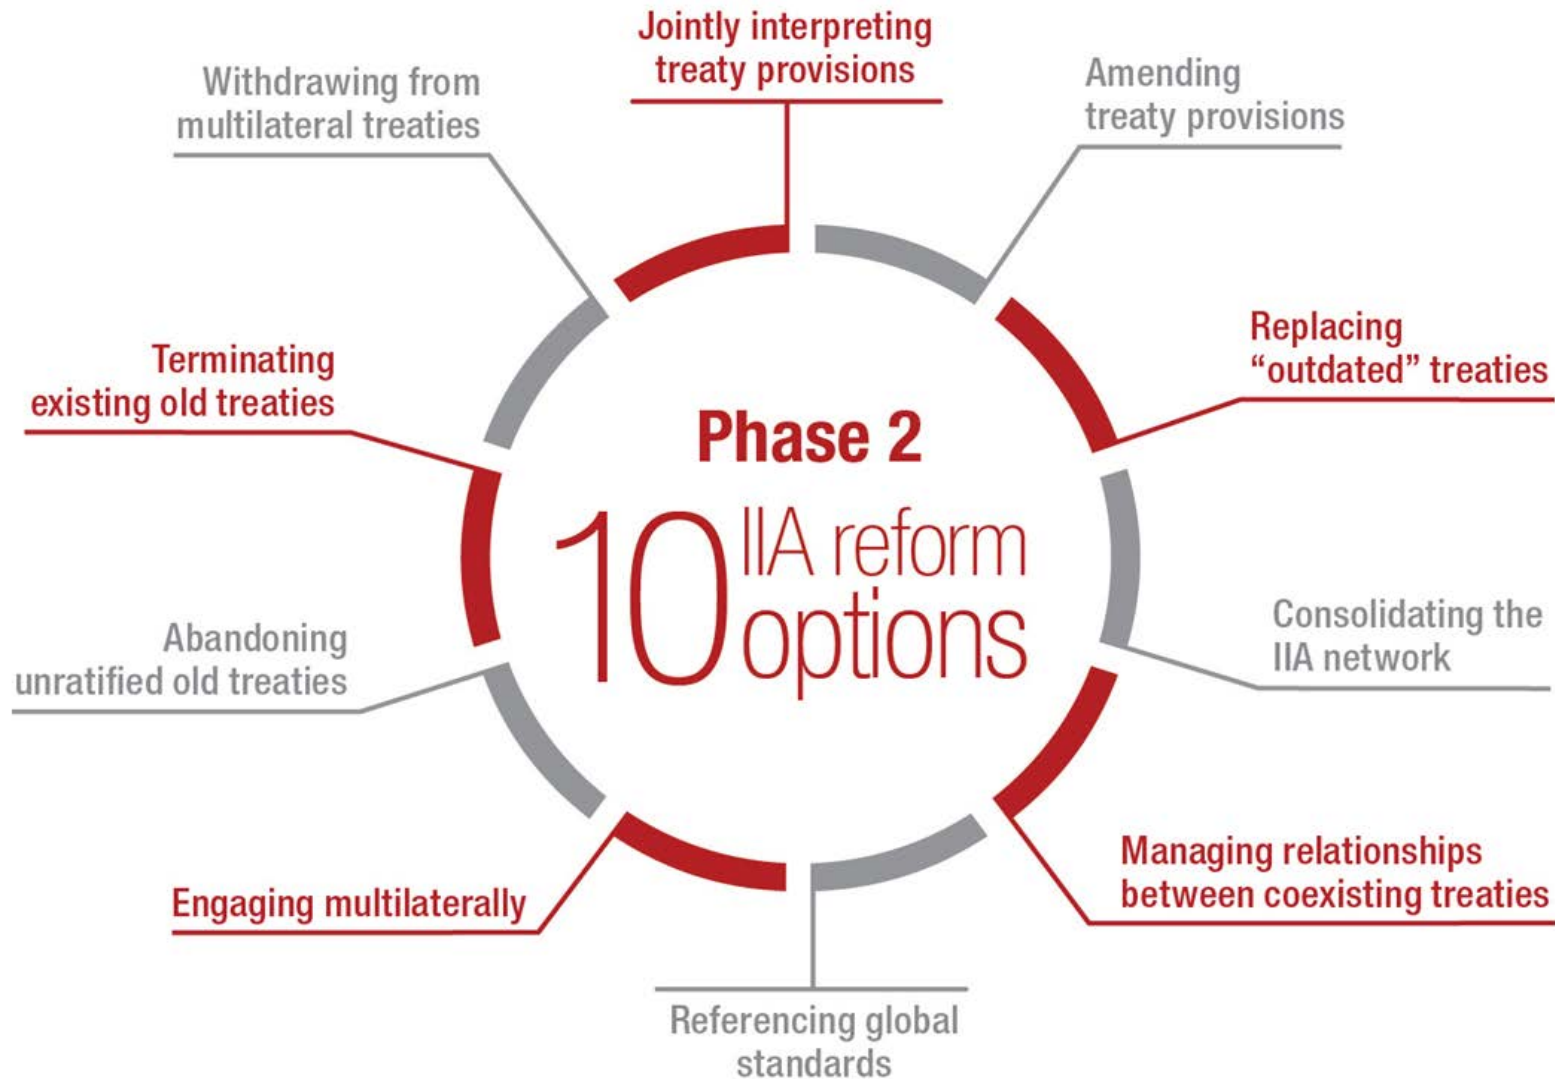 Jointly interpreting
treaty provisions
Amending
treaty provisions
Replacing
“outdated” treaties
Consolidating the
IIA network
Managing relationships
between coexisting treaties
Referencing global
standards
Engaging multilaterally
Abandoning
unratified old treaties
Terminating
existing old treaties
Withdrawing from
multilateral treaties
Phase 2
10 IIA reform
options